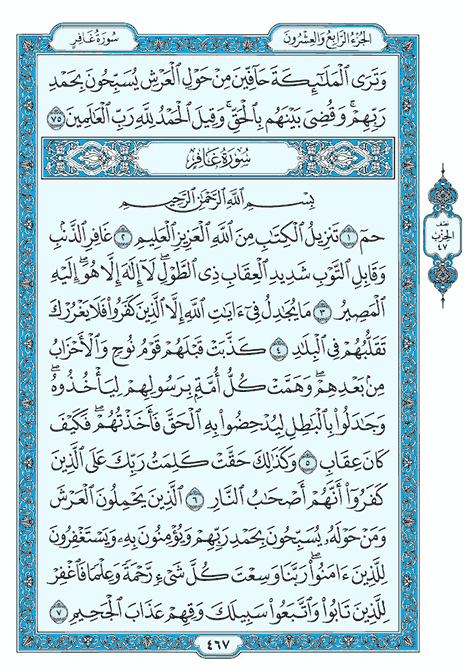 الجزء الرابع والعشرون
سورة غافر
وَتَرَى ٱلْمَلَٰٓئِكَةَ حَآفِّينَ مِنْ حَوْلِ ٱلْعَرْشِ يُسَبِّحُونَ بِحَمْدِ
رَبِّهِمْ ۖ وَقُضِىَ بَيْنَهُم بِٱلْحَقِّ ۖ وَقِيلَ ٱلْحَمْدُ لِلَّهِ رَبِّ ٱلْعَٰلَمِينَ ٧٥
سورة غافر
بِسْمِ ٱللَّهِ ٱلرَّحْمَٰنِ ٱلرَّحِيمِ
حمٓ ١ تَنزِيلُ ٱلْكِتَٰبِ مِنَ ٱللَّهِ ٱلْعَزِيزِ ٱلْعَلِيمِ ٢ غَافِرِ ٱلذَّنۢبِ
وَقَابِلِ ٱلتَّوْبِ شَدِيدِ ٱلْعِقَابِ ذِى ٱلطَّوْلِ ۖ لَآ إِلَٰهَ إِلَّا هُوَ ۖ إِلَيْهِ
ٱلْمَصِيرُ ٣ مَا يُجَٰدِلُ فِىٓ ءَايَٰتِ ٱللَّهِ إِلَّا ٱلَّذِينَ كَفَرُوا۟ فَلَا يَغْرُرْكَ
تَقَلُّبُهُمْ فِى ٱلْبِلَٰدِ ٤ كَذَّبَتْ قَبْلَهُمْ قَوْمُ نُوحٍ وَٱلْأَحْزَابُ
مِنۢ بَعْدِهِمْ ۖ وَهَمَّتْ كُلُّ أُمَّةٍۭ بِرَسُولِهِمْ لِيَأْخُذُوهُ ۖ
وَجَٰدَلُوا۟ بِٱلْبَٰطِلِ لِيُدْحِضُوا۟ بِهِ ٱلْحَقَّ فَأَخَذْتُهُمْ ۖ فَكَيْفَ
كَانَ عِقَابِ ٥ وَكَذَٰلِكَ حَقَّتْ كَلِمَتُ رَبِّكَ عَلَى ٱلَّذِينَ
كَفَرُوٓا۟ أَنَّهُمْ أَصْحَٰبُ ٱلنَّارِ ٦ ٱلَّذِينَ يَحْمِلُونَ ٱلْعَرْشَ
وَمَنْ حَوْلَهُۥ يُسَبِّحُونَ بِحَمْدِ رَبِّهِمْ وَيُؤْمِنُونَ بِهِۦ وَيَسْتَغْفِرُونَ
لِلَّذِينَ ءَامَنُوا۟ ۖ رَبَّنَا وَسِعْتَ كُلَّ شَىْءٍ رَّحْمَةً وَعِلْمًا فَٱغْفِرْ
لِلَّذِينَ تَابُوا۟ وَٱتَّبَعُوا۟ سَبِيلَكَ وَقِهِمْ عَذَابَ ٱلْجَحِيمِ ٧
نصف
الحزب
٤٧
٤٦٧